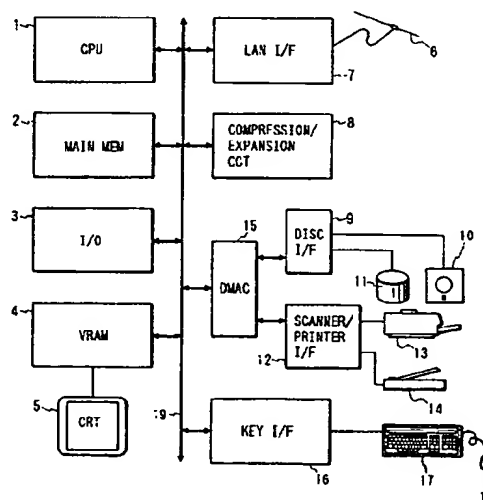 1
CPU
LAN I/F
7
6
2
MAIN MEM
8
COMPRESSION/
EXPANSION
CCT
3
I/O
15
DMAC
9
DISC
I/F
10
11
4
VRAM
SCANNER/
PRINTER
I/F
12
13
14
5
CRT
19
KEY I/F
16
17